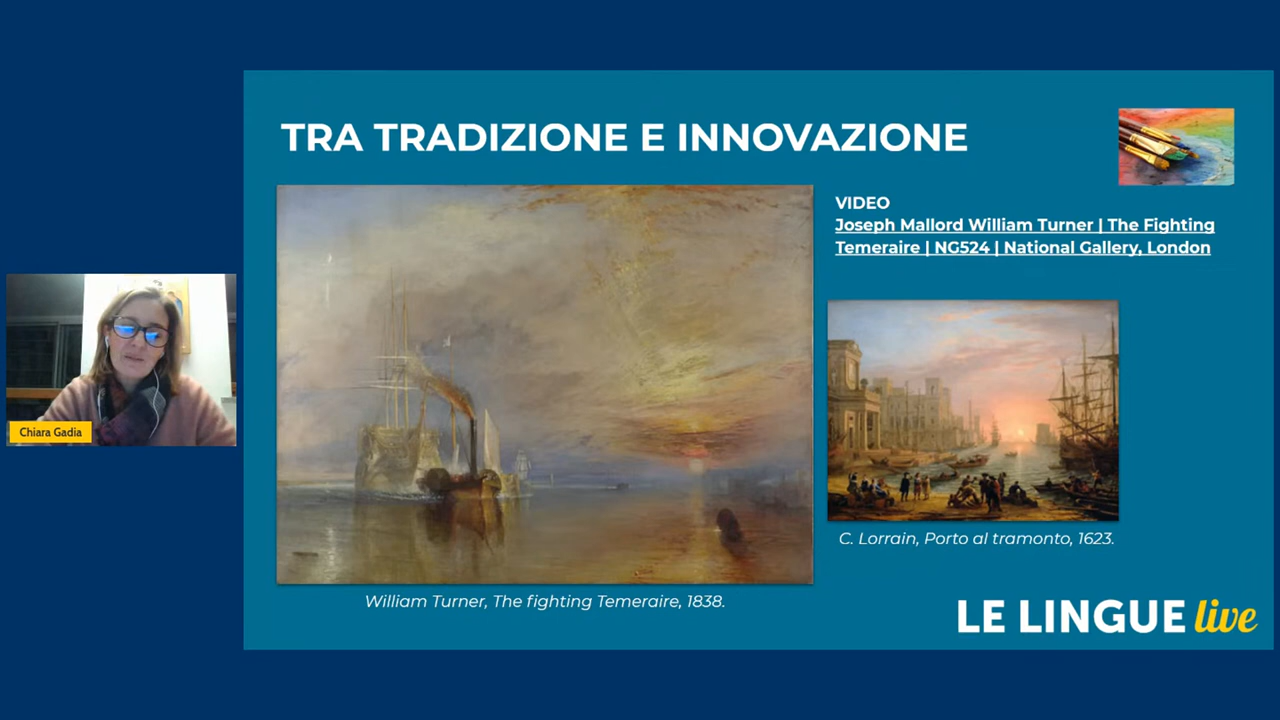 TRA TRADIZIONE E INNOVAZIONE
VIDEO
Joseph Mallord William Turner | The Fighting
Temeraire | NG524 | National Gallery, London
Chiara Gadia
C. Lorrain, Porto al tramonto, 1623.
William Turner, The fighting Temeraire, 1838.
LE LINGUE live